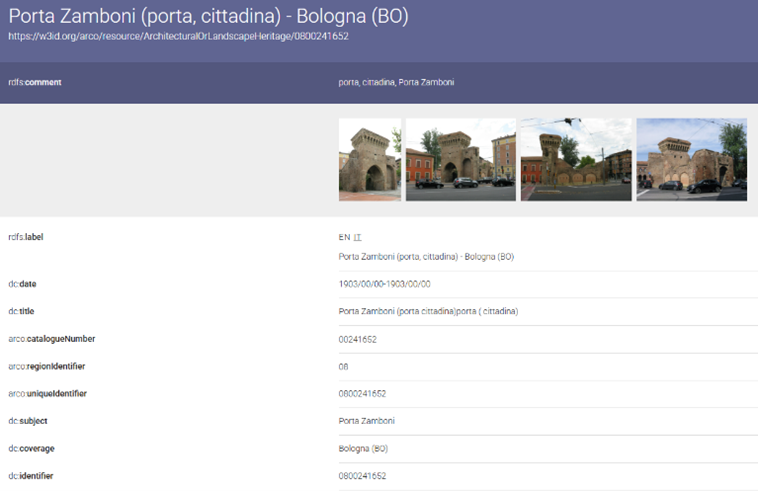 Porta Zamboni (porta, cittadina) - Bologna (BO)
https://w3id.org/arco/resource/ArchitecturalOrLandscapeHeritage/0800241652
rdfs:comment porta, cittadina, Porta Zamboni
rdfs:label EN IT
Porta Zamboni (porta, cittadina) - Bologna (BO)
dc:date 1903/00/00-1903/00/00
dc:title Porta Zamboni (porta cittadina)porta ( cittadina)
arco:catalogueNumber 00241652
arco:regionIdentifier 08
arco:uniqueIdentifier 0800241652
dc:subject Porta Zamboni
dc:coverage Bologna (BO)
dc:identifier 0800241652